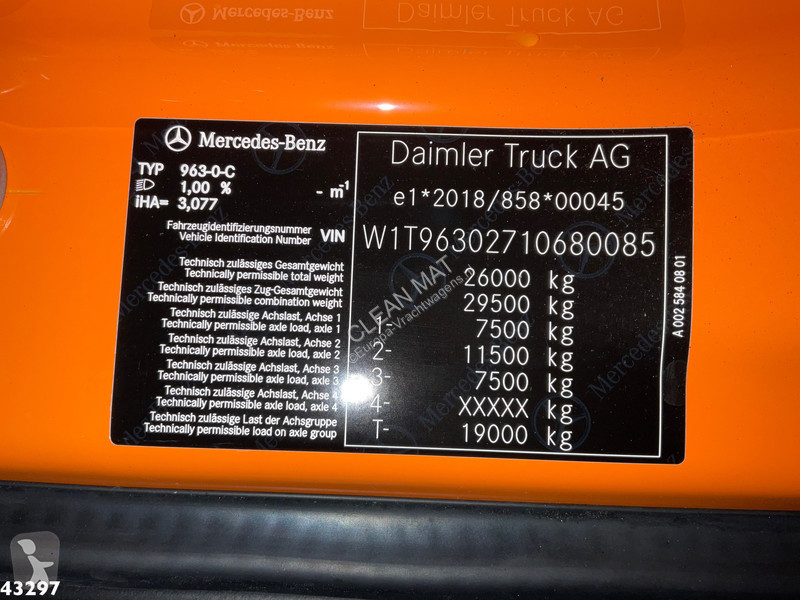 Mercedes-Benz
Daimler Truck AG
Mercedes-Benz
TYP 963-0-C
1,00 % - m-1
iHA= 3,077
Fahrzeugidentifizierungsnummer
Vehicle Identification Number VIN
Technisch zulässiges Gesamtgewicht
Technically permissible total weight
Technisch zulässiges Zug-Gesamtgewicht
Technically permissible combination weight
Technisch zulässige Achslast, Achse 1
Technically permissible axle load, axle 1
Technisch zulässige Achslast, Achse 2
Technically permissible axle load, axle 2
Technisch zulässige Achslast, Achse 3
Technically permissible axle load, axle 3
Technisch zulässige Achslast, Achse 4
Technically permissible axle load, axle 4
Technisch zulässige Last der Achsgruppe
Technically permissible load on axle group
Daimler Truck AG
e1*2018/858*00045
W1T96302710680085
26000 kg
29500 kg
1- 7500 kg
2- 11500 kg
3- 7500 kg
4- XXXXX kg
T- 19000 kg
A 002 584 08 01
CLEAN MAT
43297